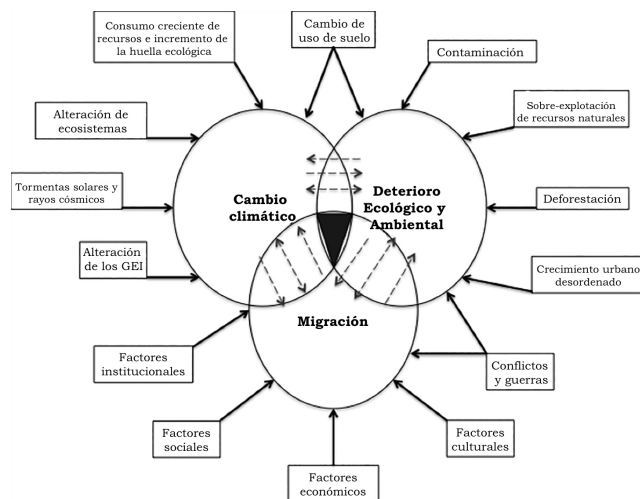 Consumo creciente de
recursos e incremento de
la huella ecológica
Cambio de
uso de suelo
Contaminación
Alteración de
ecosistemas
Sobre-explotación
de recursos naturales
Tormentas solares y
rayos cósmicos
Cambio
climático
Deterioro
Ecológico y
Ambiental
Deforestación
Alteración
de los GEI
Crecimiento urbano
desordenado
Migración
Factores
institucionales
Conflictos
y guerras
Factores
sociales
Factores
culturales
Factores
económicos